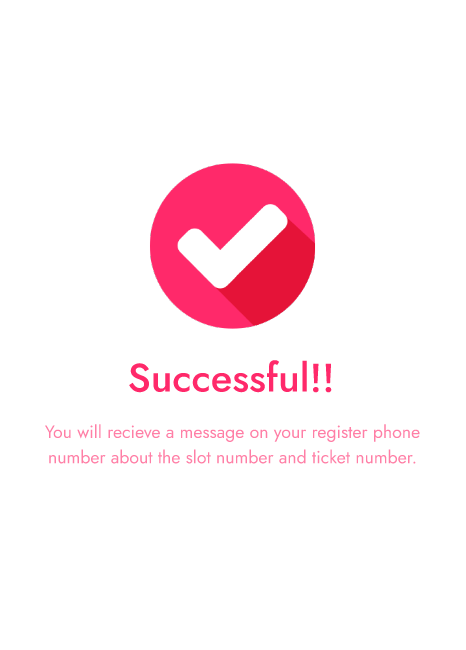 Successful!!
You will recieve a message on your register phone
number about the slot number and ticket number.